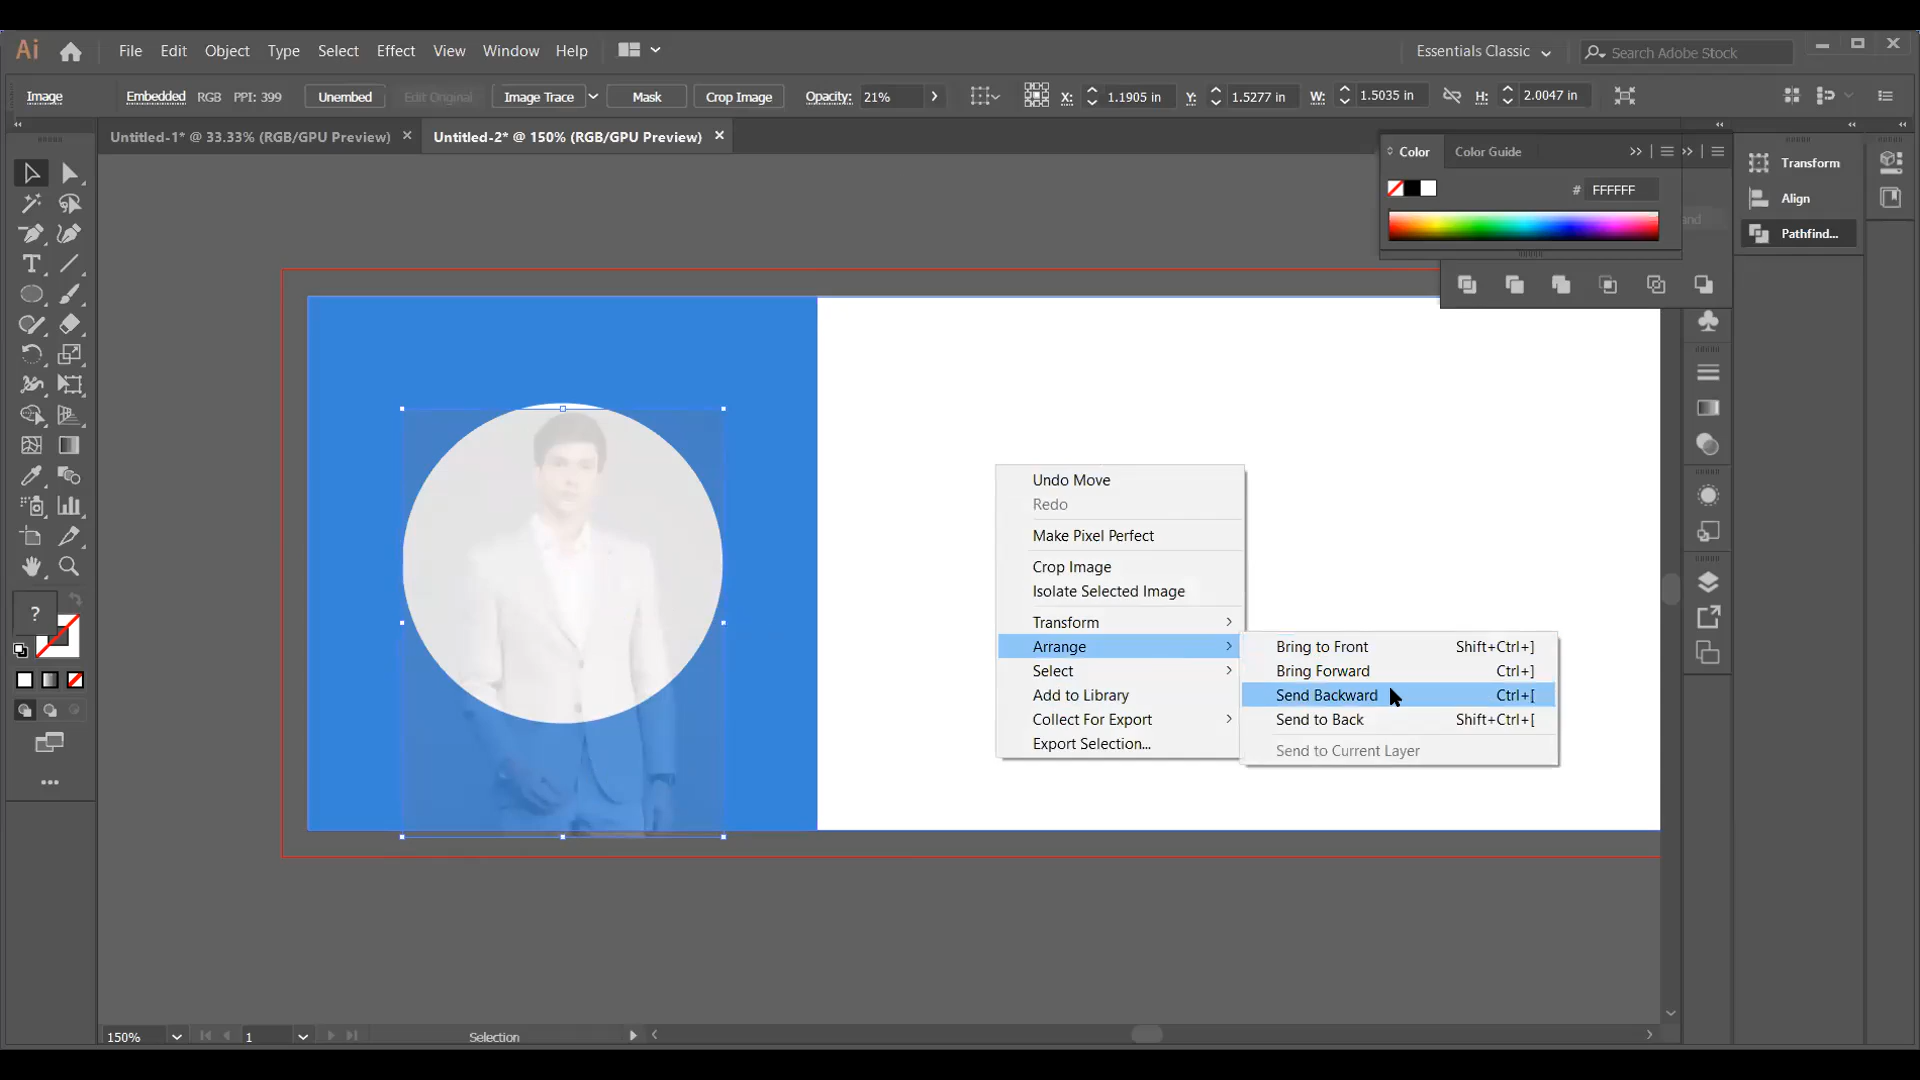 Ai File Edit Object Type Select Effect View Window Help Essentials Classic Search Adobe Stock
Image Embedded RGB PPI: 399 Unembed Edit Original Image Trace Mask Crop Image Opacity: 21% X: 1.1905 in Y: 1.5277 in W: 1.5035 in H: 2.0047 in
Untitled-1* @ 33.33% (RGB/GPU Preview) × Untitled-2* @ 150% (RGB/GPU Preview) ×
Color Color Guide
# FFFFFF
Transform
Align
Pathfind...
Undo Move
Redo
Make Pixel Perfect
Crop Image
Isolate Selected Image
Transform
Arrange
Select
Add to Library
Collect For Export
Export Selection...
Bring to Front Shift+Ctrl+]
Bring Forward Ctrl+]
Send Backward Ctrl+[
Send to Back Shift+Ctrl+[
Send to Current Layer
?
150% 1 Selection